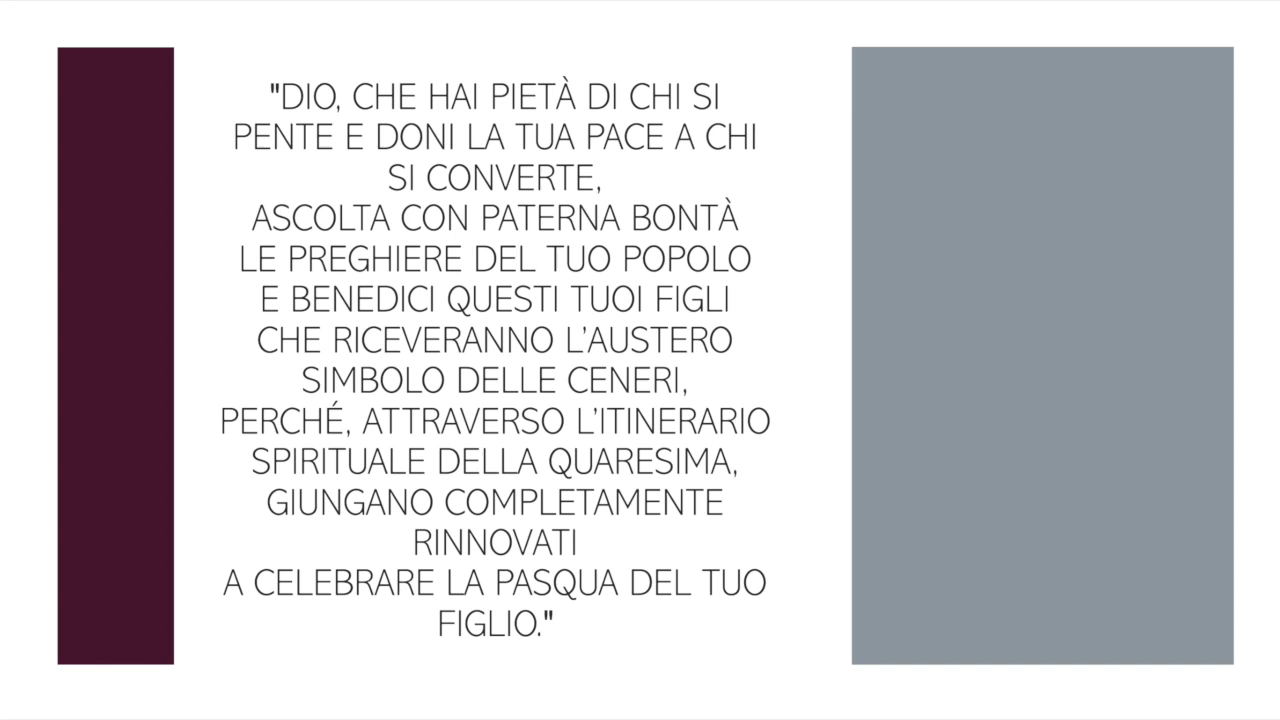 "DIO, CHE HAI PIETÀ DI CHI SI
PENTE E DONI LA TUA PACE A CHI
SI CONVERTE,
ASCOLTA CON PATERNA BONTÀ
LE PREGHIERE DEL TUO POPOLO
E BENEDICI QUESTI TUOI FIGLI
CHE RICEVERANNO L’AUSTERO
SIMBOLO DELLE CENERI,
PERCHÉ, ATTRAVERSO L’ITINERARIO
SPIRITUALE DELLA QUARESIMA,
GIUNGANO COMPLETAMENTE
RINNOVATI
A CELEBRARE LA PASQUA DEL TUO
FIGLIO."